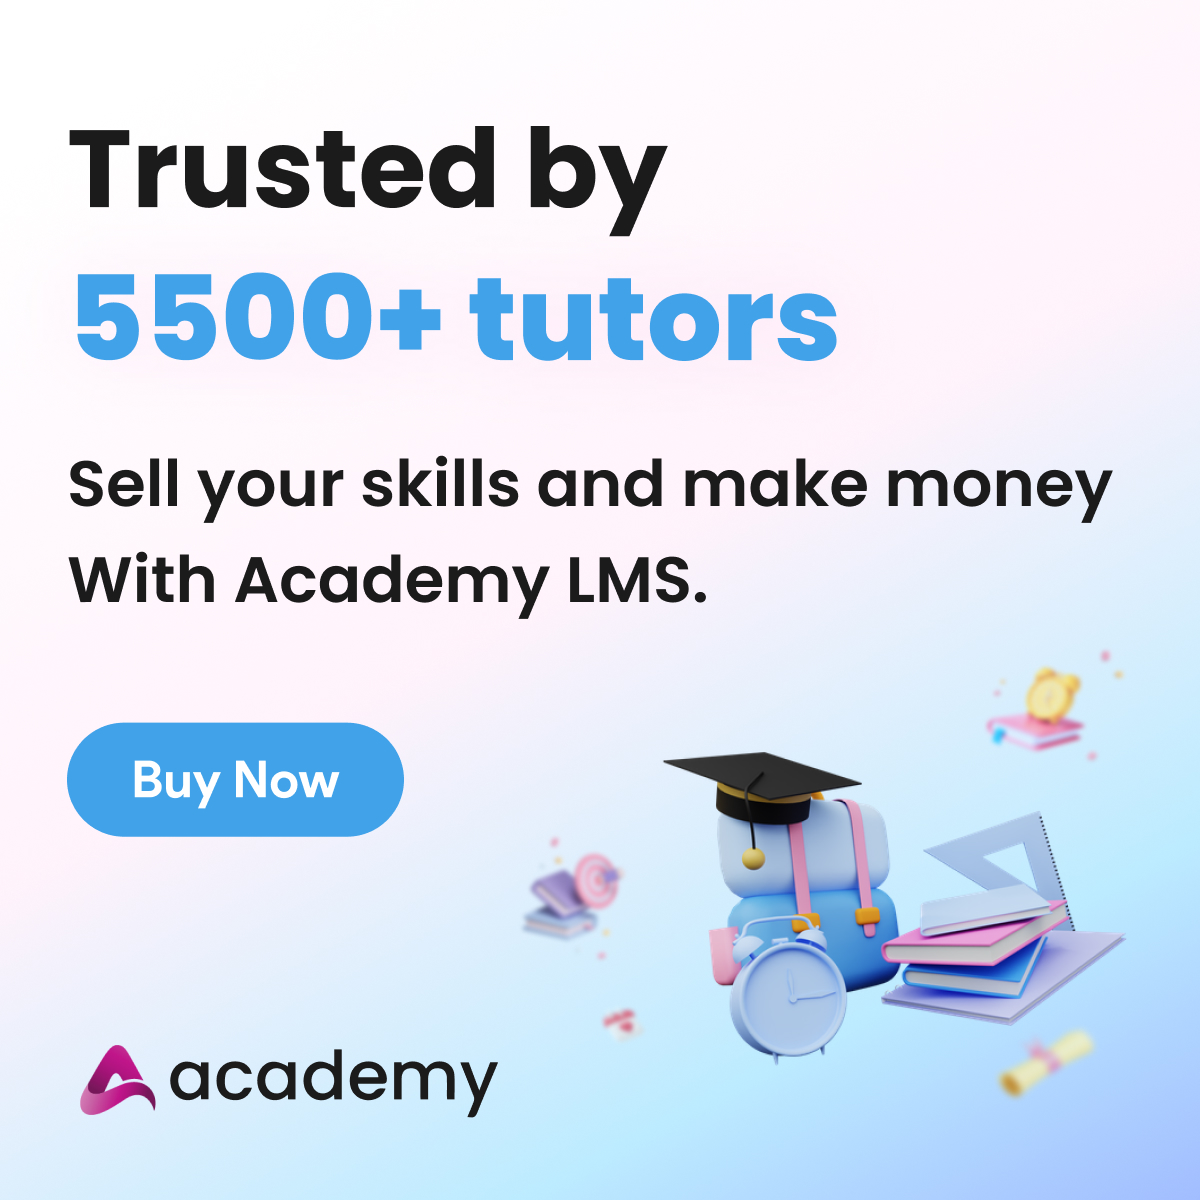 Trusted by
5500+ tutors
Sell your skills and make money
With Academy LMS.
Buy Now
academy